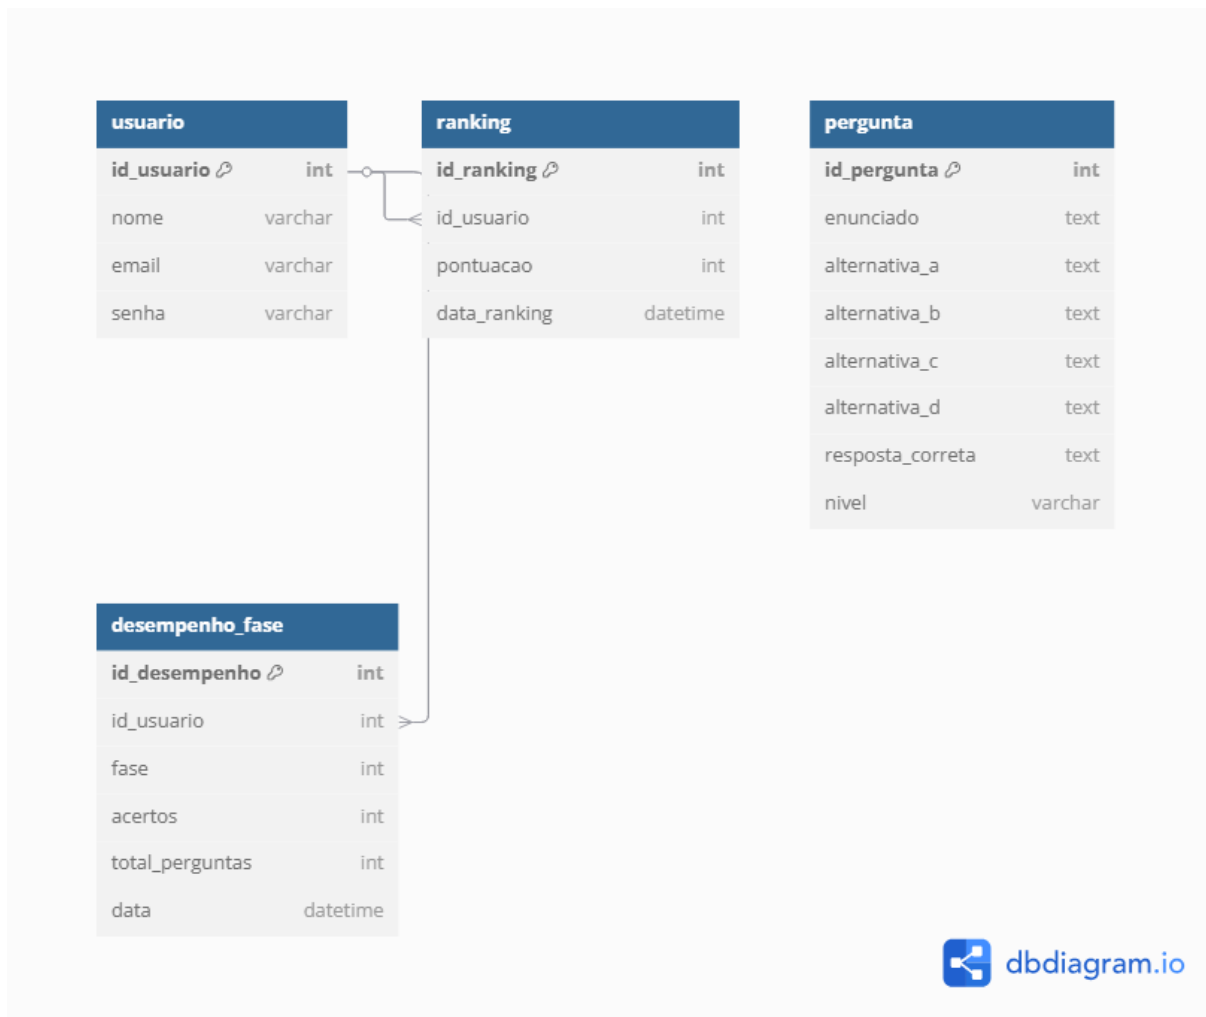 usuario
id_usuario int
nome varchar
email varchar
senha varchar
ranking
id_ranking int
id_usuario int
pontuacao int
data_ranking datetime
pergunta
id_pergunta int
enunciado text
alternativa_a text
alternativa_b text
alternativa_c text
alternativa_d text
resposta_correta text
nivel varchar
desempenho_fase
id_desempenho int
id_usuario int
fase int
acertos int
total_perguntas int
data datetime
dbdiagram.io